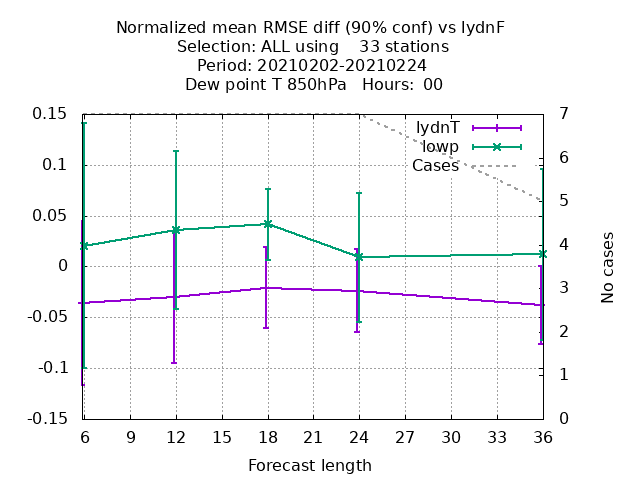 Normalized mean RMSE diff (90% conf) vs lydnF
Selection: ALL using    33 stations
Period: 20210202-20210224
Dew point T 850hPa   Hours:  00
0.15
0.1
0.05
0
-0.05
-0.1
-0.15
7
6
5
4
3
2
1
0
lydnT
lowp
Cases
No cases
6 9 12 15 18 21 24 27 30 33 36
Forecast length